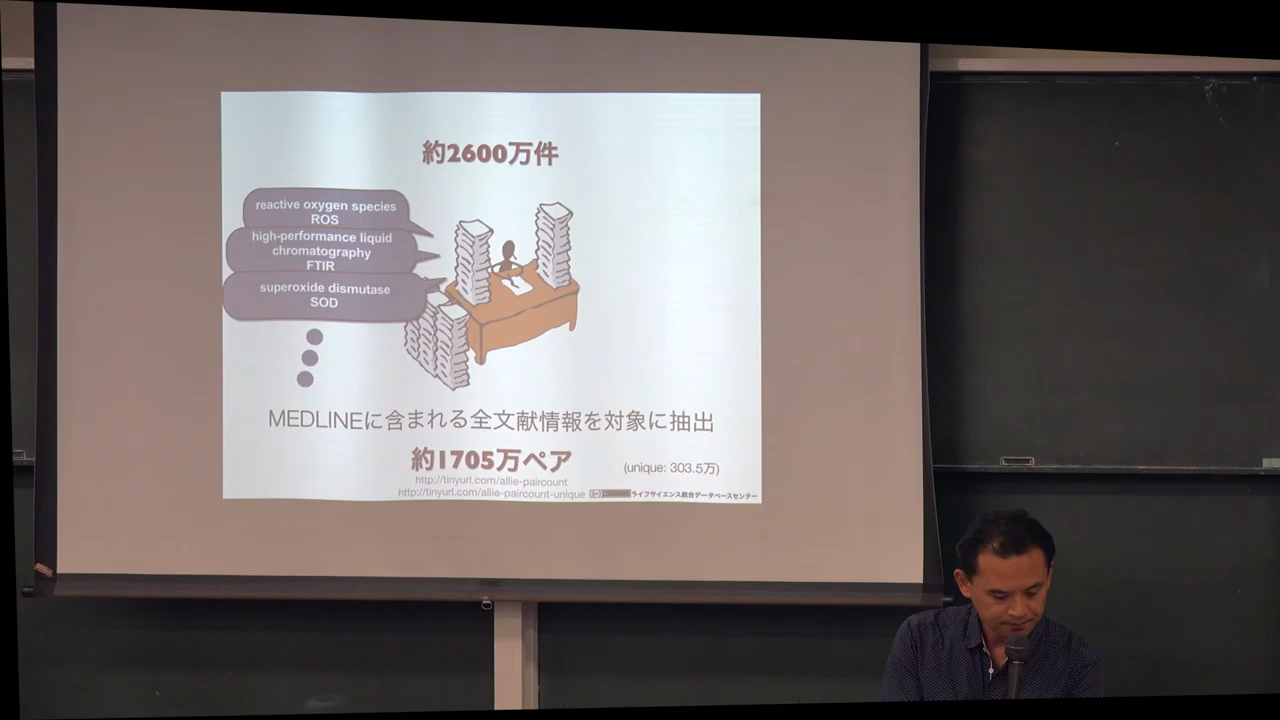 約2600万件
reactive oxygen species
ROS
high-performance liquid
chromatography
FTIR
superoxide dismutase
SOD
MEDLINEに含まれる全文献情報を対象に抽出
約1705万ペア
(unique: 303.5万)
http://tinyurl.com/allie-paircount
http://tinyurl.com/allie-paircount-unique
ライフサイエンス統合データベースセンター